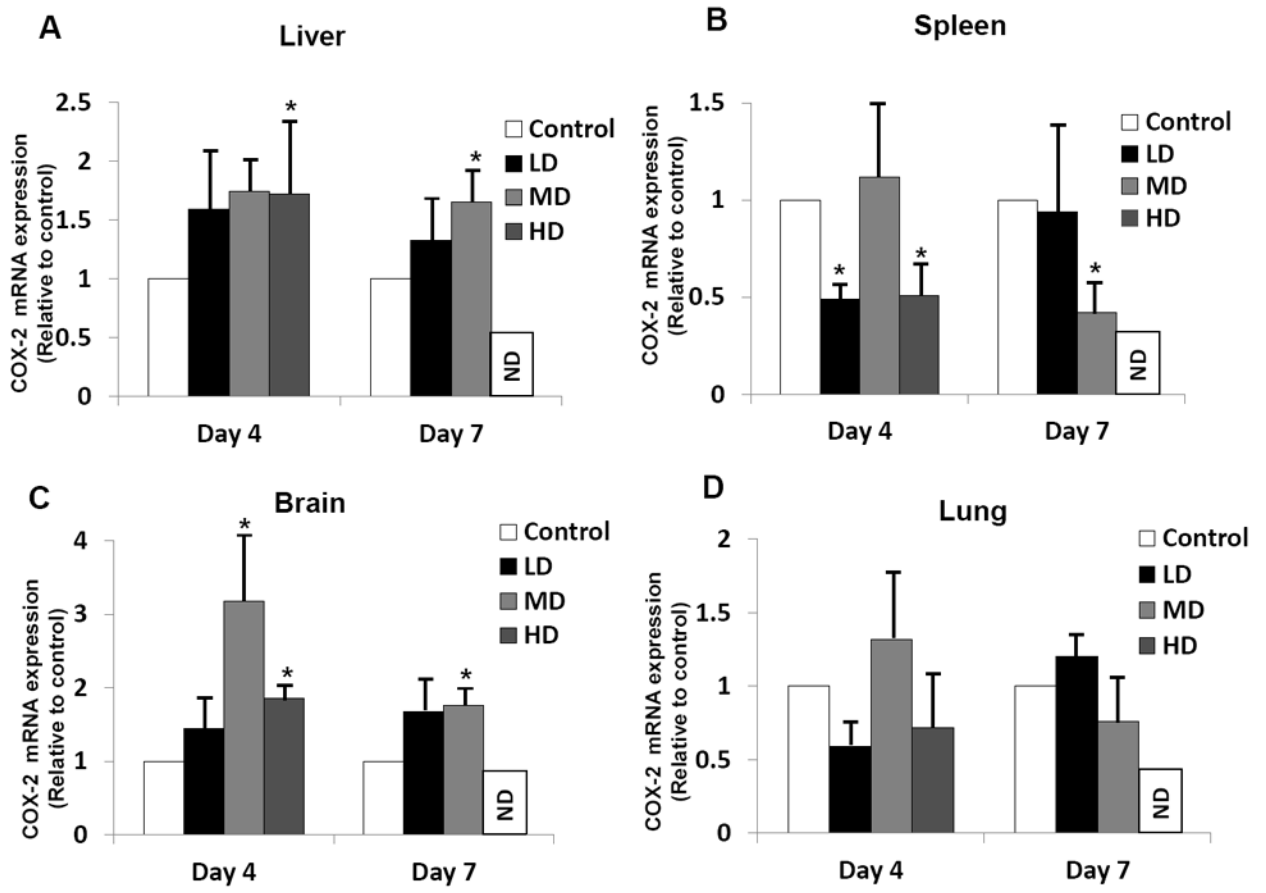 A
Liver
COX-2 mRNA expression
(Relative to control)
2.5
2
1.5
1
0.5
0
*
*
ND
Day 4
Day 7
Control
LD
MD
HD
B
Spleen
COX-2 mRNA expression
(Relative to control)
1.5
1
0.5
0
*
*
*
ND
Day 4
Day 7
Control
LD
MD
HD
C
Brain
COX-2 mRNA expression
(Relative to control)
4
3
2
1
0
*
*
*
ND
Day 4
Day 7
Control
LD
MD
HD
D
Lung
COX-2 mRNA expression
(Relative to control)
2
1.5
1
0.5
0
ND
Day 4
Day 7
Control
LD
MD
HD